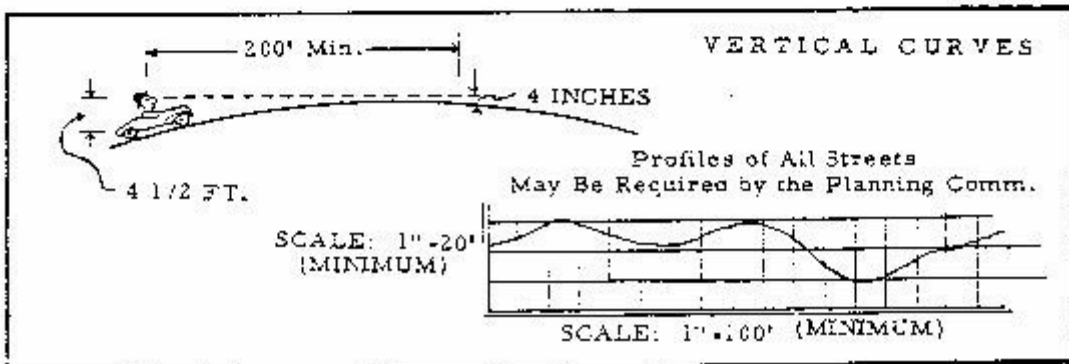 200' Min.
VERTICAL CURVES
4 INCHES
4 1/2 FT.
Profiles of All Streets
May Be Required by the Planning Comm.
SCALE: 1"=20'
(MINIMUM)
SCALE: 1"=100' (MINIMUM)